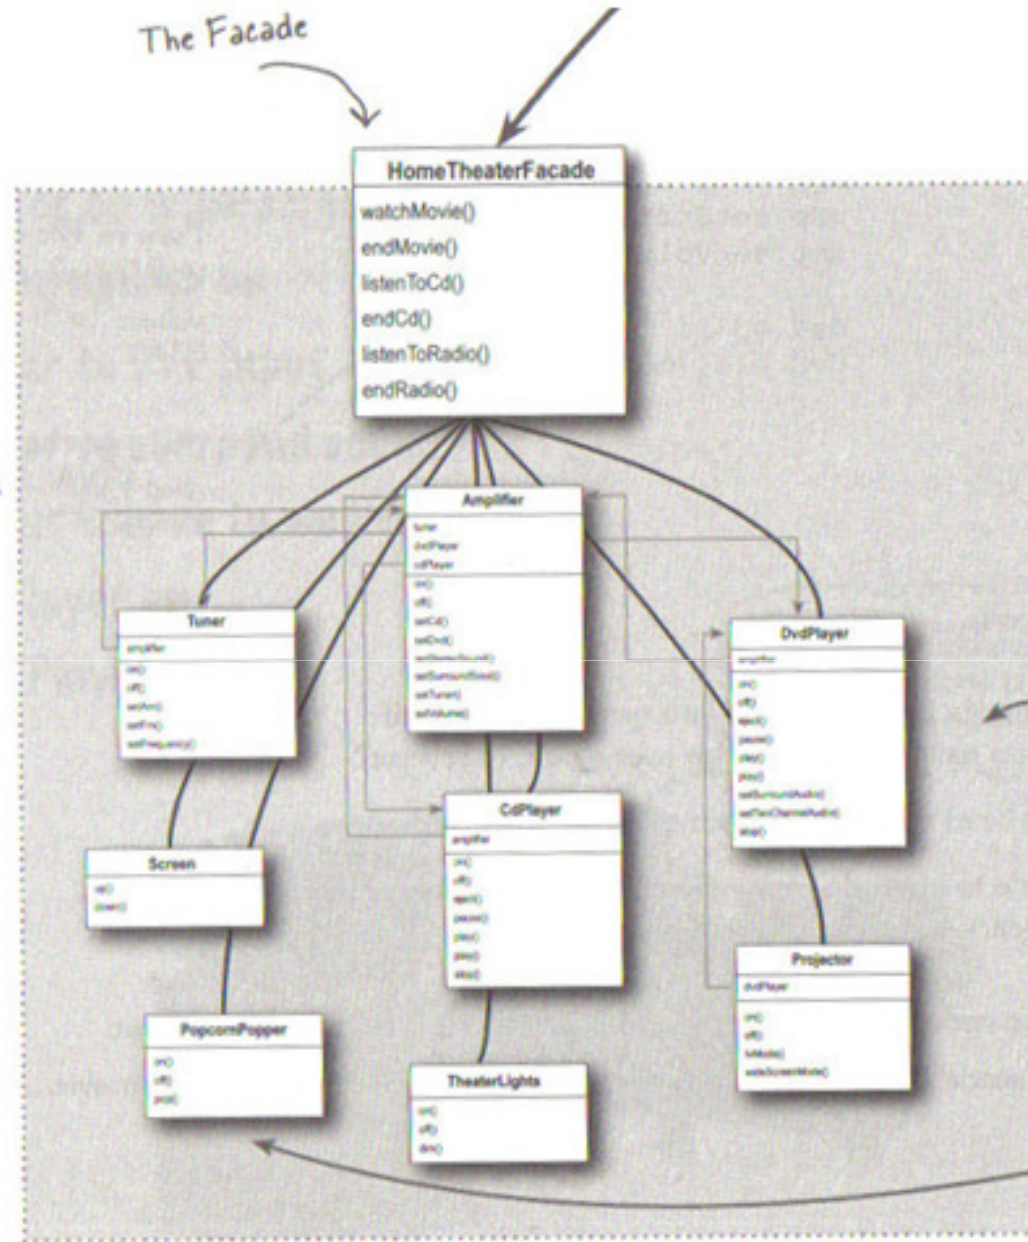 The Facade
HomeTheaterFacade
watchMovie()
endMovie()
listenToCd()
endCd()
listenToRadio()
endRadio()
Amplifier
tuner
dvdPlayer
cdPlayer
on()
off()
setCd()
setDvd()
setStereoSound()
setSurroundSound()
setTuner()
setVolume()
Tuner
amplifier
on()
off()
setAm()
setFm()
setFrequency()
DvdPlayer
amplifier
on()
off()
eject()
pause()
play()
play()
setSurroundAudio()
setTwoChannelAudio()
stop()
Screen
up()
down()
CdPlayer
amplifier
on()
off()
eject()
pause()
play()
play()
stop()
Projector
dvdPlayer
on()
off()
tvMode()
wideScreenMode()
PopcornPopper
on()
off()
pop()
TheaterLights
on()
off()
dim()